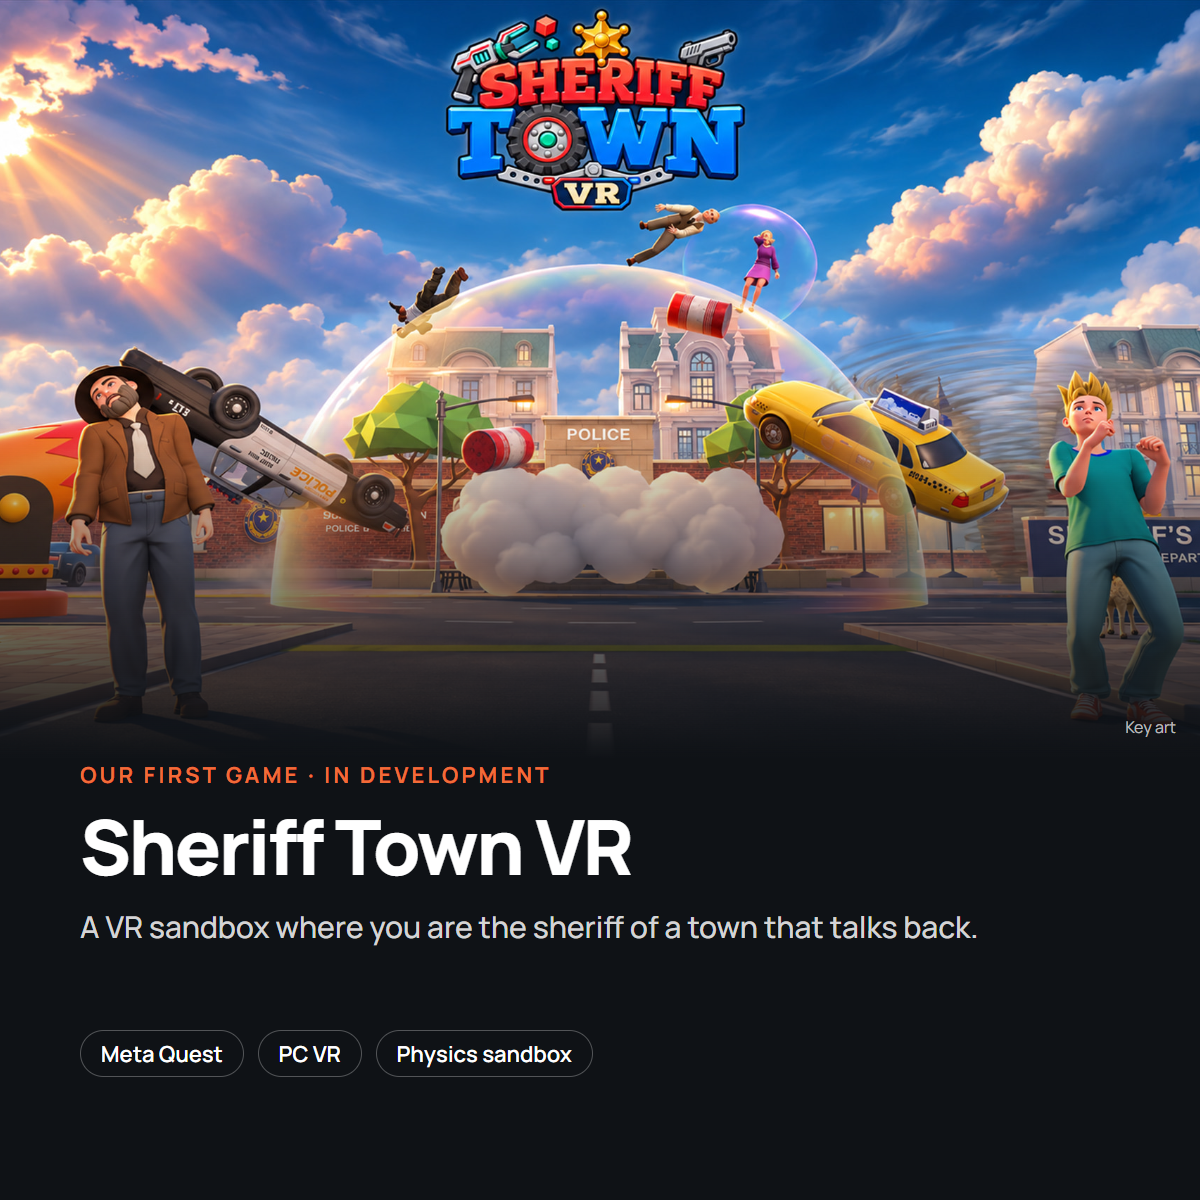 SHERIFF
TOWN
VR
POLICE
POLICE
Key art
OUR FIRST GAME · IN DEVELOPMENT
Sheriff Town VR
A VR sandbox where you are the sheriff of a town that talks back.
Meta Quest
PC VR
Physics sandbox